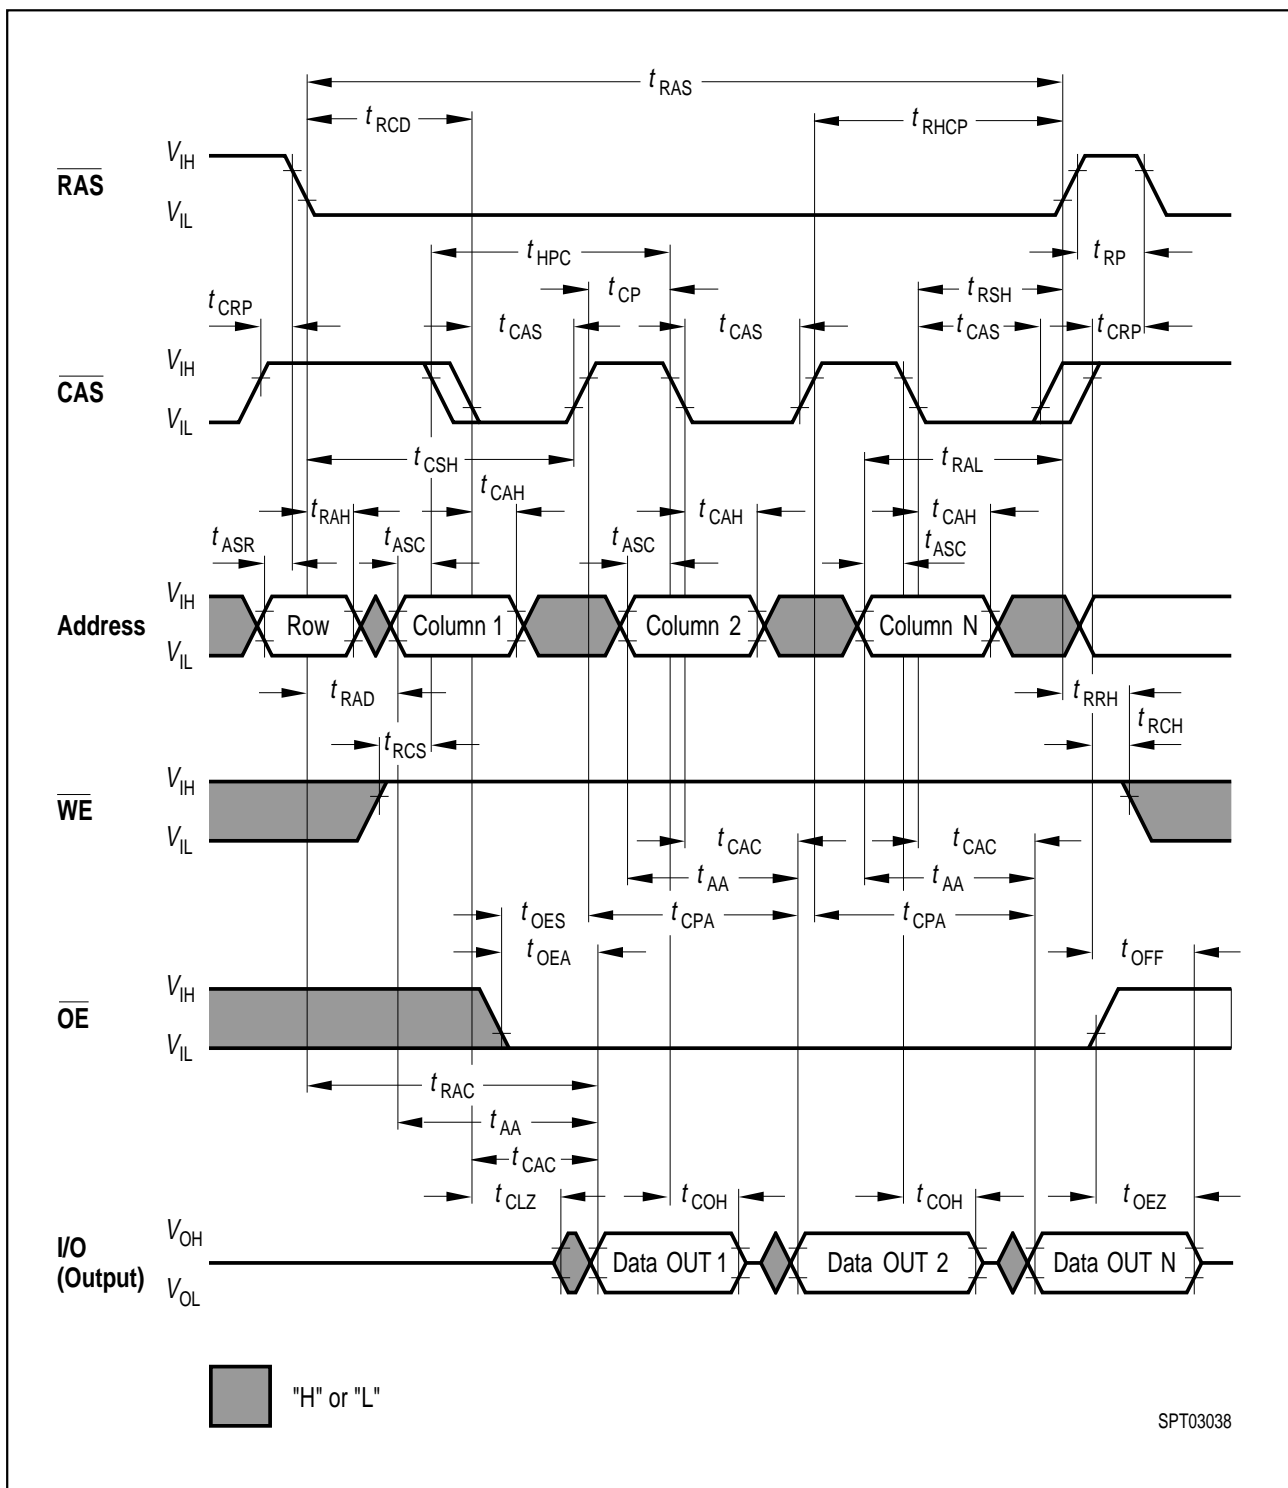 tRAS
tRCD
tRHCP
RAS
VIH
VIL
tHPC
tRP
tCRP
tCP
tRSH
tCAS
tCAS
tCAS
tCRP
CAS
VIH
VIL
tCSH
tRAL
tRAH
tCAH
tCAH
tCAH
tASR
tASC
tASC
tASC
Address
VIH
VIL
Row
Column 1
Column 2
Column N
tRAD
tRRH
tRCS
tRCH
WE
VIH
VIL
tCAC
tCAC
tAA
tAA
tOES
tCPA
tCPA
tOEA
tOFF
OE
VIH
VIL
tRAC
tAA
tCAC
tCLZ
tCOH
tCOH
tOEZ
I/O
(Output)
VOH
VOL
Data OUT 1
Data OUT 2
Data OUT N
"H" or "L"
SPT03038